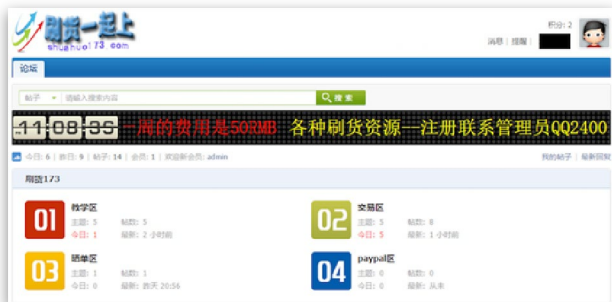 刷货一起上
shuahuo173.com
积分: 2
消息 | 提醒 |
论坛
帖子 请输入搜索内容 搜 索
11:08:35 一周的费用是50RMB 各种刷货资源--注册联系管理员QQ2400
今日: 6 | 昨日: 9 | 帖子: 14 | 会员: 1 | 欢迎新会员: admin 我的帖子 | 最新回复
刷货173
01 教学区
主题: 5 帖数: 5
今日: 1 最新: 2 小时前
02 交易区
主题: 5 帖数: 8
今日: 5 最新: 1 小时前
03 晒单区
主题: 1 帖数: 1
今日: 0 最新: 昨天 20:56
04 paypal区
主题: 0 帖数: 0
今日: 0 最新: 从未